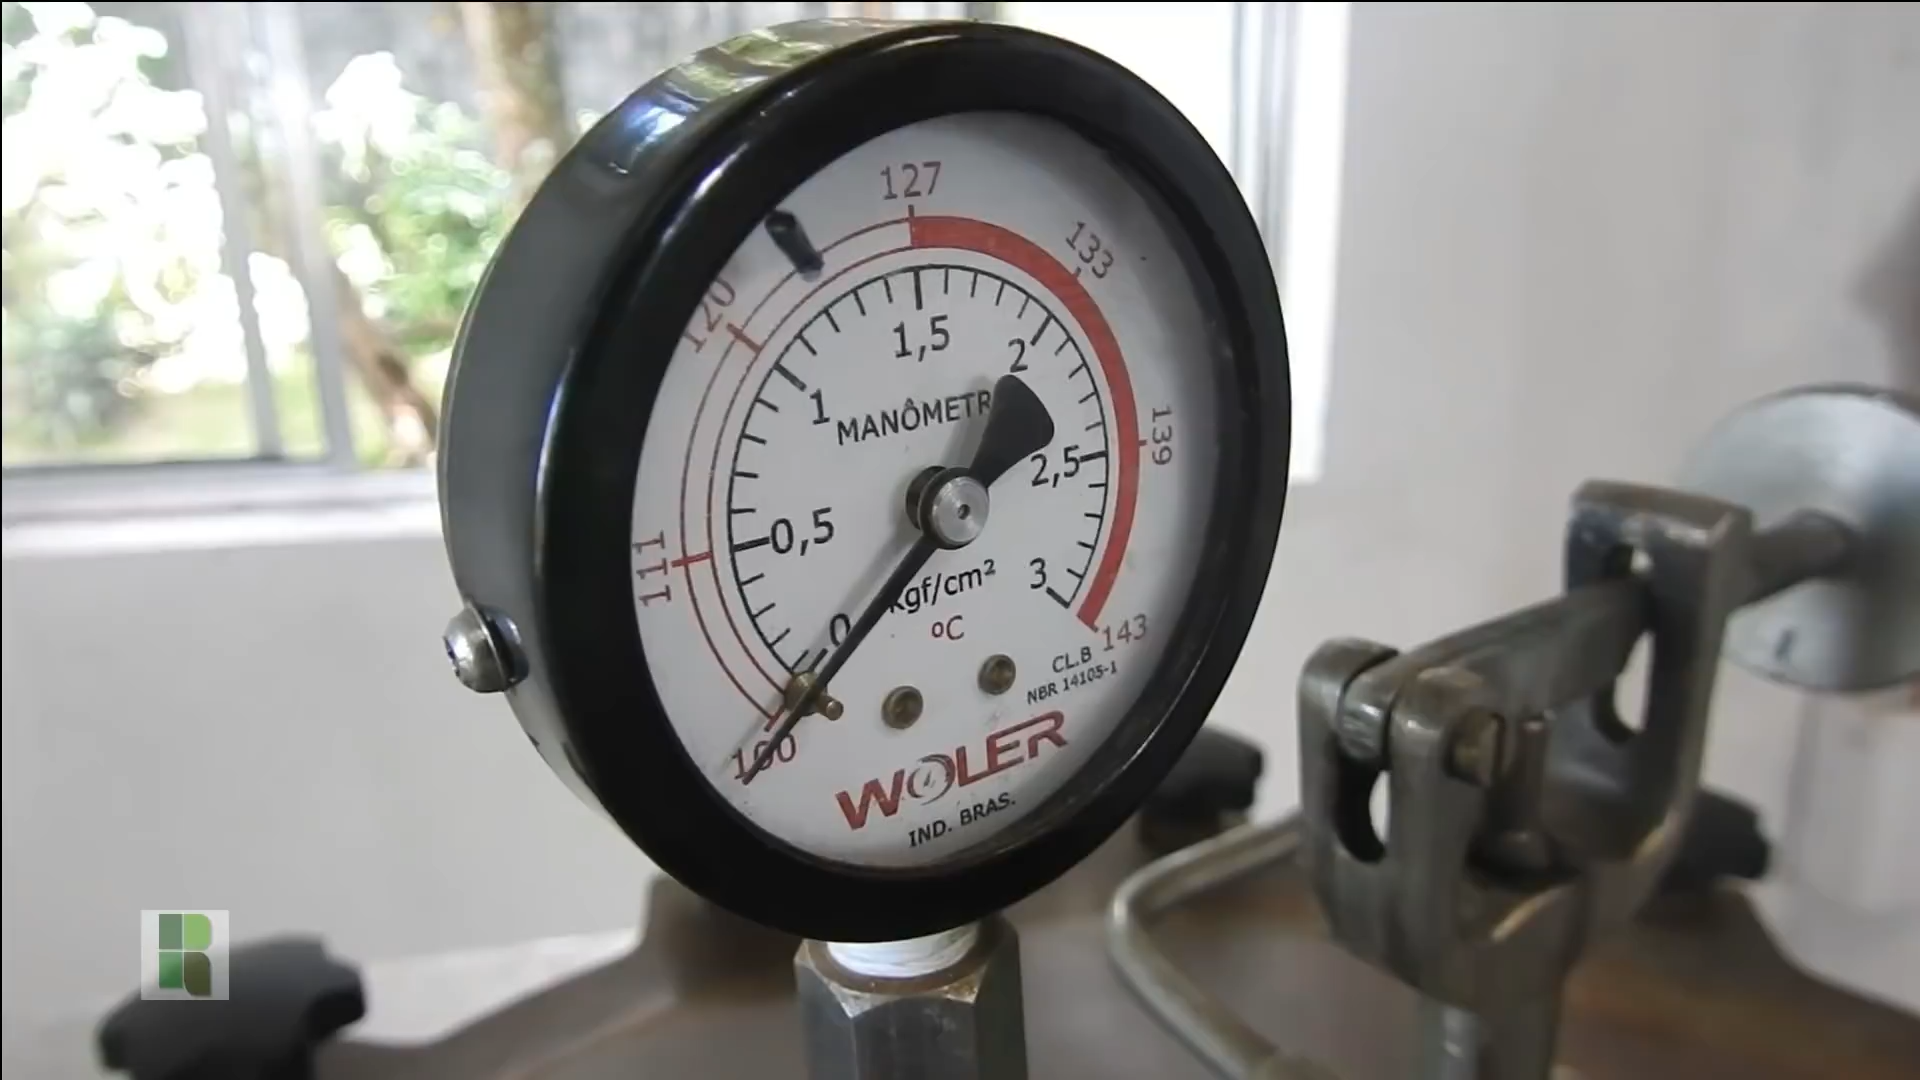 127
133
120
1,5
2
1
MANÔMETR
139
2,5
0,5
111
kgf/cm²
3
0
ºC
143
CL.B
NBR 14105-1
100
WOLER
IND. BRAS.
R